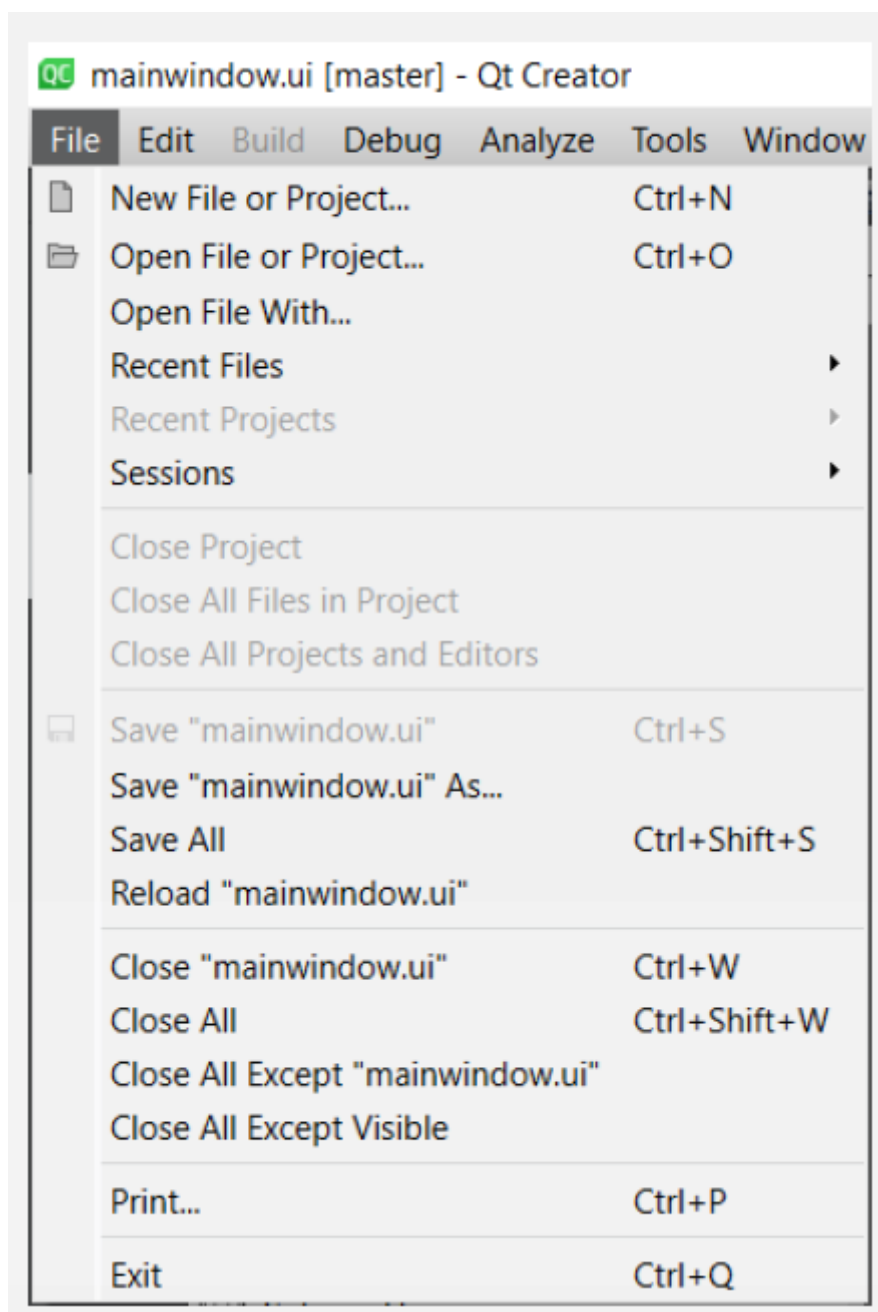 QC mainwindow.ui [master] - Qt Creator
File Edit Build Debug Analyze Tools Window
New File or Project... Ctrl+N
Open File or Project... Ctrl+O
Open File With...
Recent Files
Recent Projects
Sessions
Close Project
Close All Files in Project
Close All Projects and Editors
Save "mainwindow.ui" Ctrl+S
Save "mainwindow.ui" As...
Save All Ctrl+Shift+S
Reload "mainwindow.ui"
Close "mainwindow.ui" Ctrl+W
Close All Ctrl+Shift+W
Close All Except "mainwindow.ui"
Close All Except Visible
Print... Ctrl+P
Exit Ctrl+Q